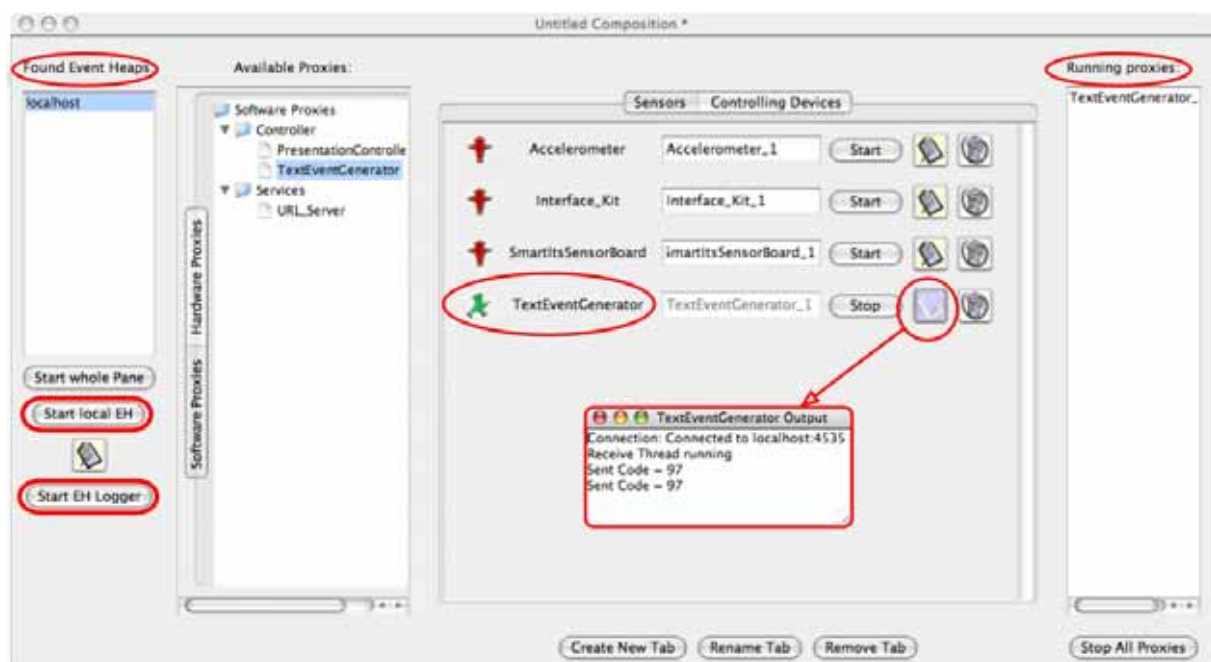 Untitled Composition *
Found Event Heaps
localhost
Start whole Pane
Start local EH
Start EH Logger
Available Proxies:
Software Proxies
Hardware Proxies
Software Proxies
Controller
PresentationControlle
TextEventGenerator
Services
URL_Server
Sensors Controlling Devices
Accelerometer Accelerometer_1 Start
Interface_Kit Interface_Kit_1 Start
SmartitsSensorBoard imartitsSensorBoard_1 Start
TextEventGenerator TextEventGenerator_1 Stop
TextEventGenerator Output
Connection: Connected to localhost:4535
Receive Thread running
Sent Code = 97
Sent Code = 97
Create New Tab Rename Tab Remove Tab
Running proxies:
TextEventGenerator_
Stop All Proxies